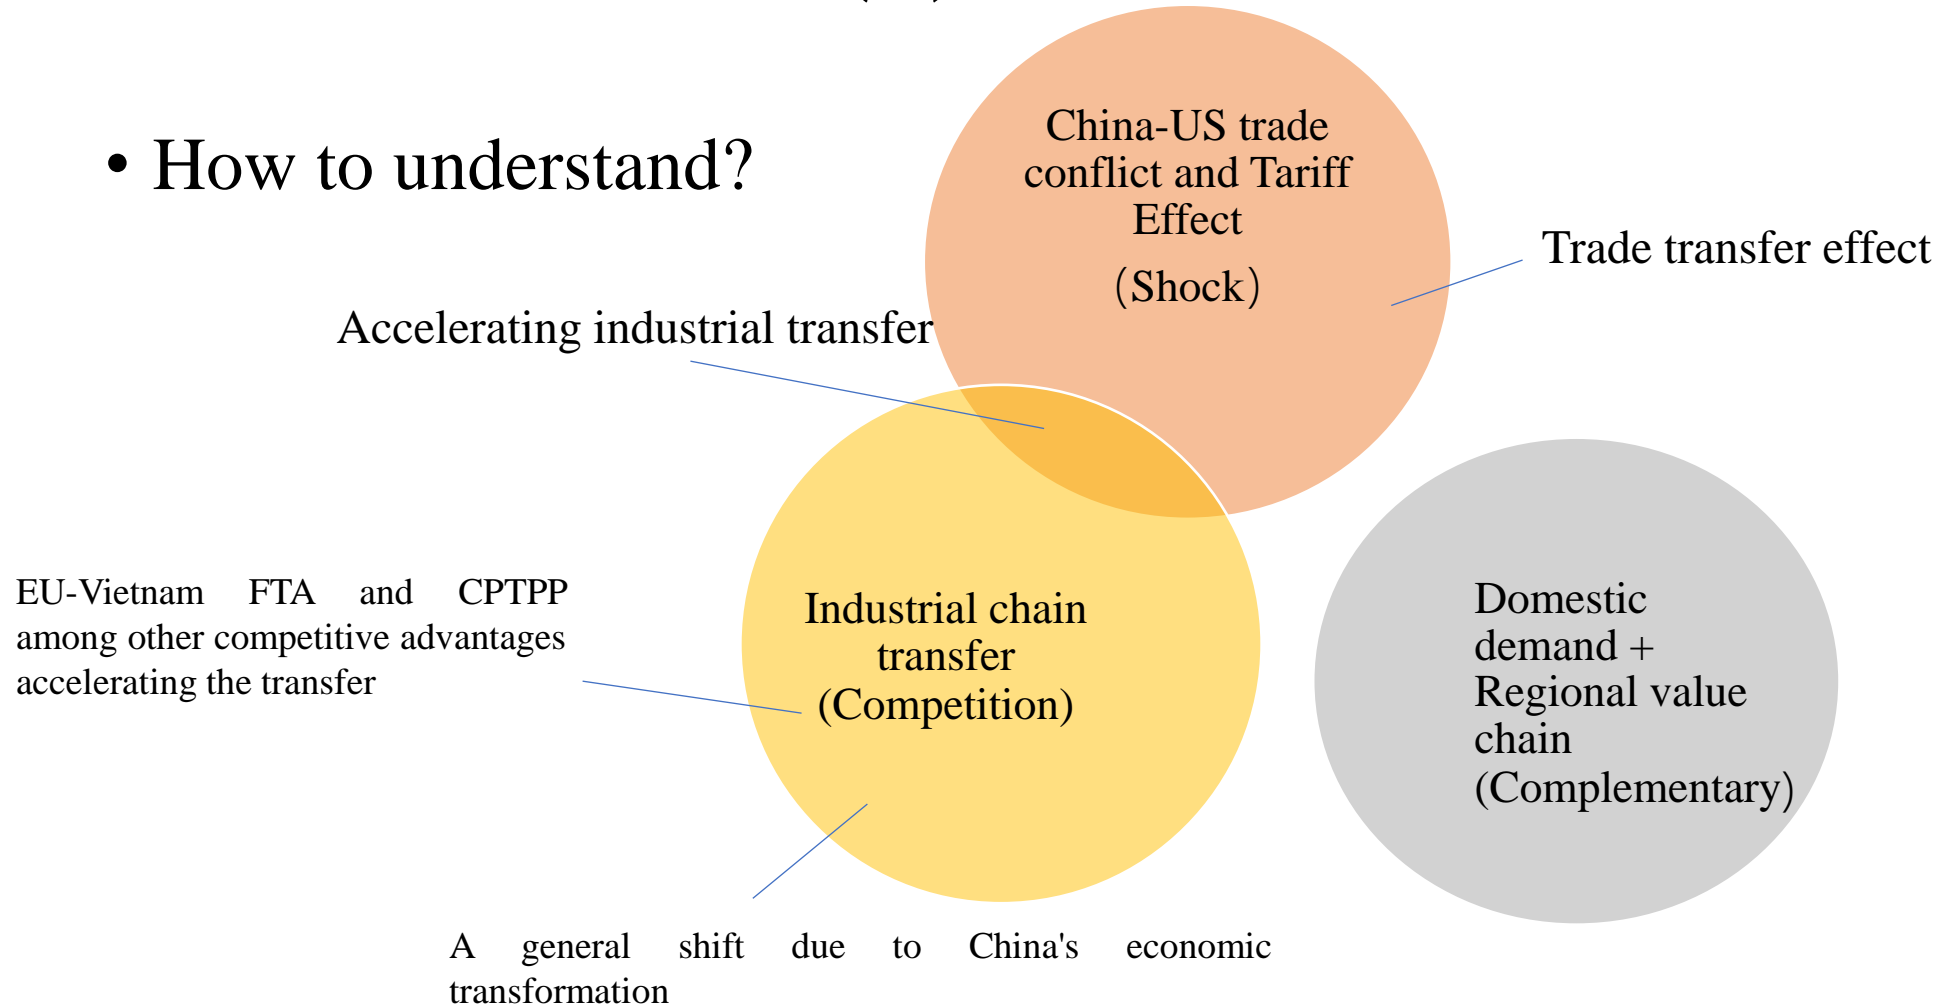 • How to understand?
China-US trade
conflict and Tariff
Effect
（Shock）
Trade transfer effect
Accelerating industrial transfer
EU-Vietnam FTA and CPTPP
among other competitive advantages
accelerating the transfer
Industrial chain
transfer
(Competition)
Domestic
demand +
Regional value
chain
(Complementary)
A general shift due to China's economic
transformation